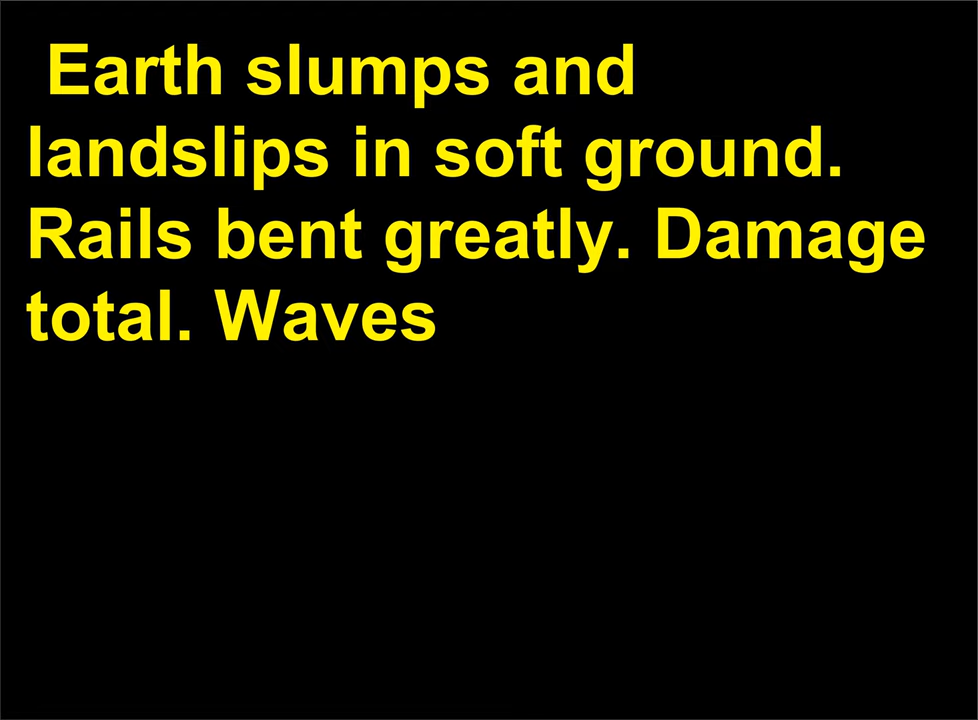 Earth slumps and
landslips in soft ground.
Rails bent greatly. Damage
total. Waves